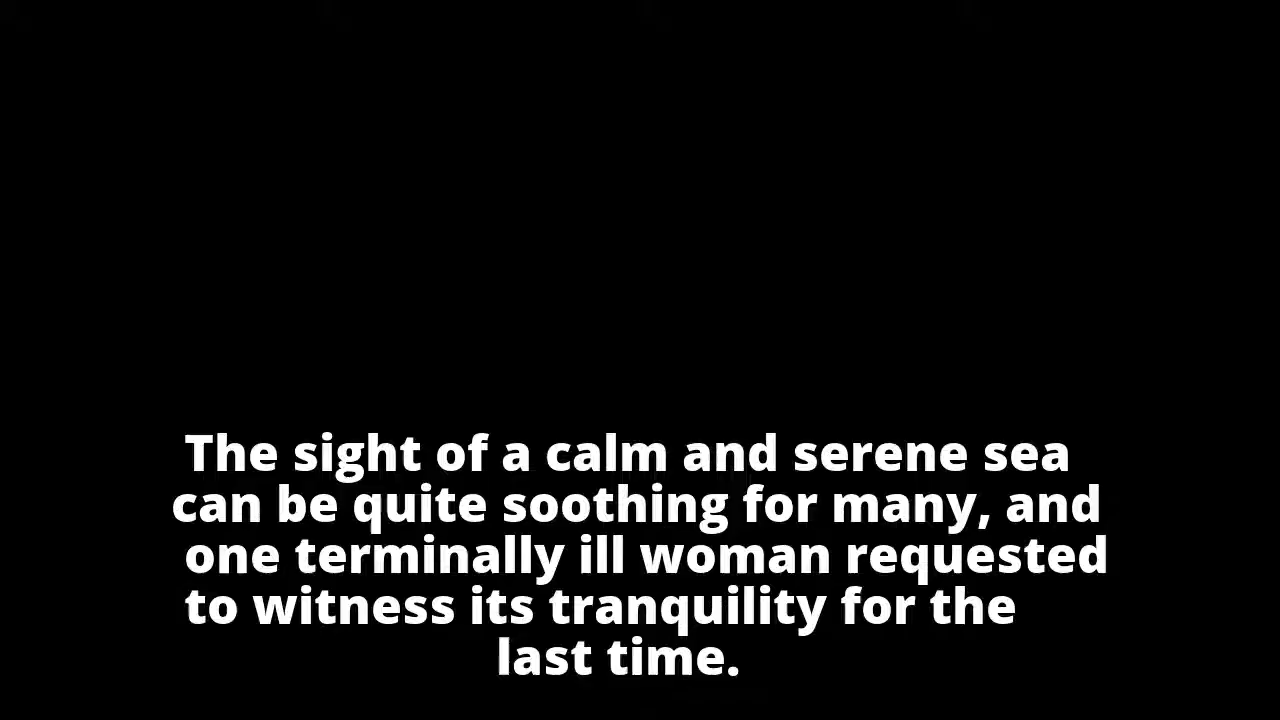 The sight of a calm and serene sea
can be quite soothing for many, and
one terminally ill woman requested
to witness its tranquility for the
last time.